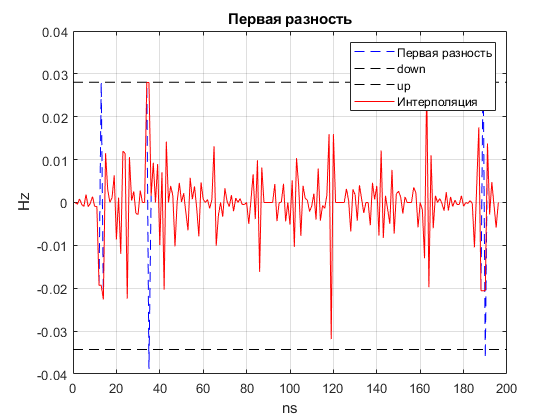 Первая разность
0.04
0.03
0.02
0.01
0
-0.01
-0.02
-0.03
-0.04
Hz
Первая разность
down
up
Интерполяция
0 20 40 60 80 100 120 140 160 180 200
ns